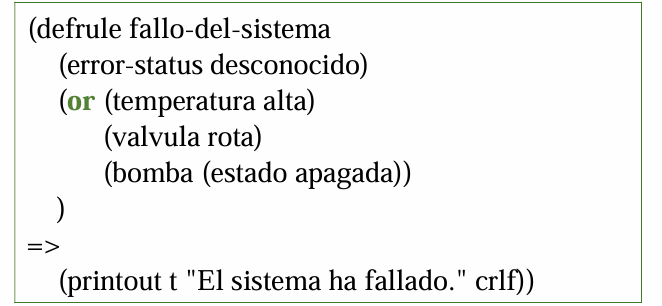 (defrule fallo-del-sistema
(error-status desconocido)
(or (temperatura alta)
(valvula rota)
(bomba (estado apagada))
)
=>
(printout t "El sistema ha fallado." crlf))